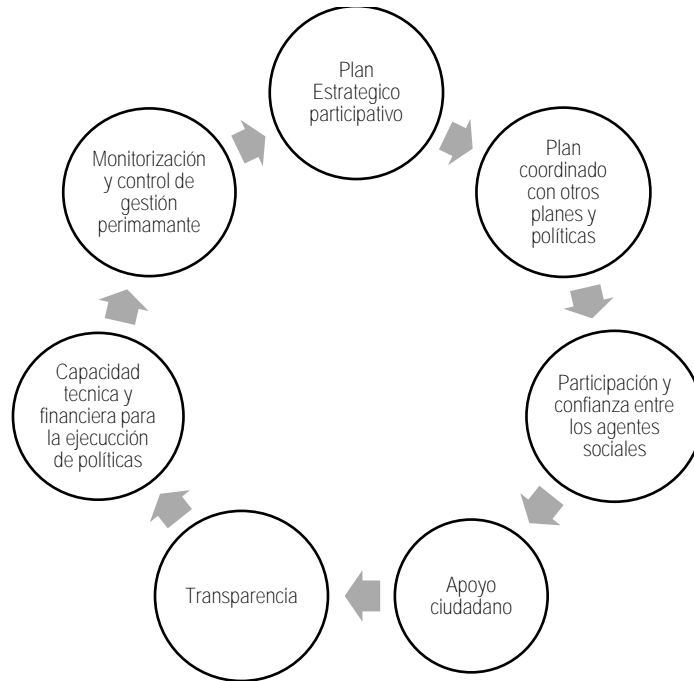 Plan
Estrategico
participativo
Plan
coordinado
con otros
planes y
políticas
Participación y
confianza entre
los agentes
sociales
Apoyo
ciudadano
Transparencia
Capacidad
tecnica y
financiera para
la ejecucción
de políticas
Monitorización
y control de
gestión
perimamante